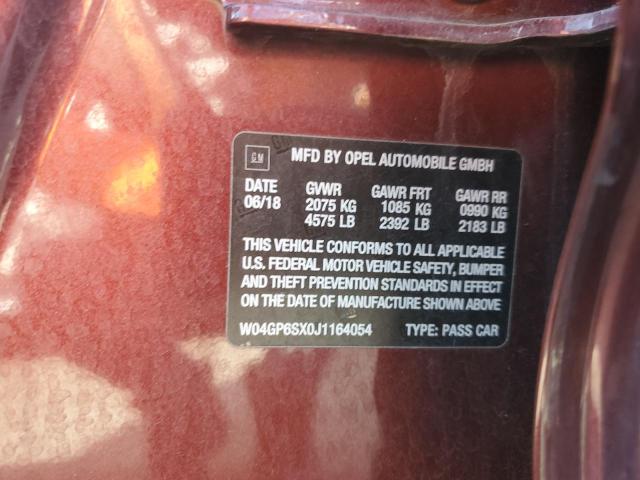 GM MFD BY OPEL AUTOMOBILE GMBH
DATE GVWR GAWR FRT GAWR RR
06/18 2075 KG 1085 KG 0990 KG
4575 LB 2392 LB 2183 LB
THIS VEHICLE CONFORMS TO ALL APPLICABLE
U.S. FEDERAL MOTOR VEHICLE SAFETY, BUMPER
AND THEFT PREVENTION STANDARDS IN EFFECT
ON THE DATE OF MANUFACTURE SHOWN ABOVE
W04GP6SX0J1164054 TYPE: PASS CAR